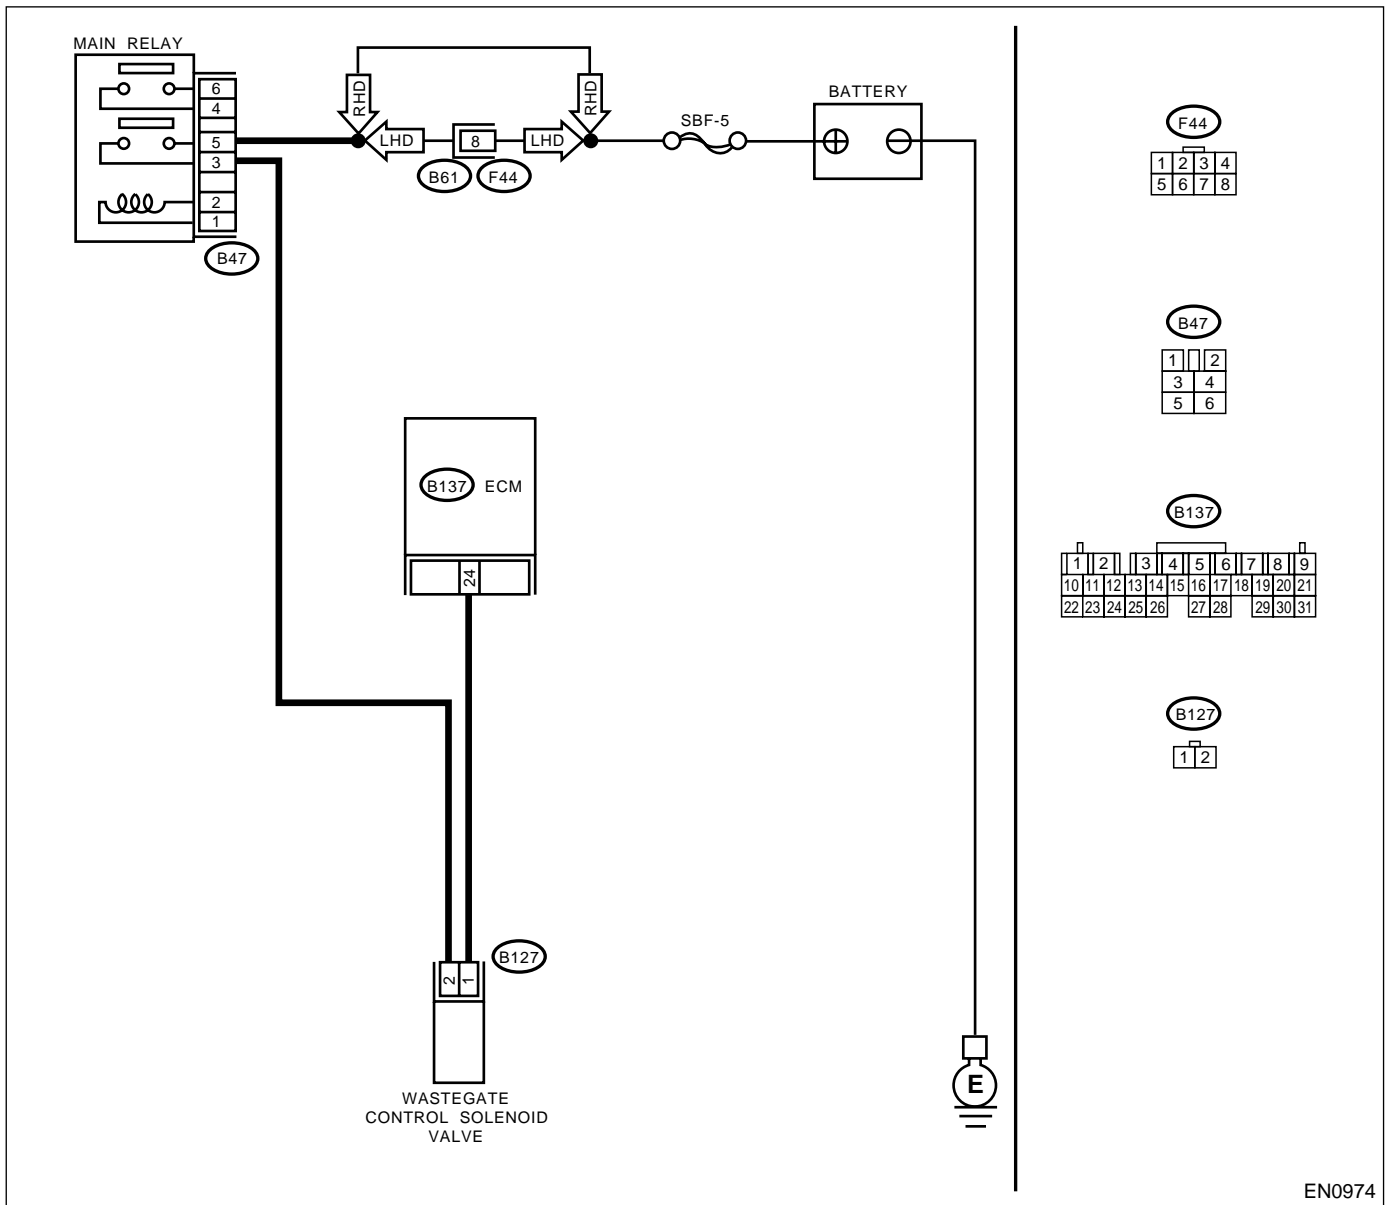 MAIN RELAY
6
4
5
3
2
1
B47
RHD
RHD
LHD
8
LHD
B61
F44
SBF-5
BATTERY
B137 ECM
24
B127
2 1
WASTEGATE
CONTROL SOLENOID
VALVE
E
F44
1 2 3 4
5 6 7 8
B47
1 2
3 4
5 6
B137
1 2 3 4 5 6 7 8 9
10 11 12 13 14 15 16 17 18 19 20 21
22 23 24 25 26 27 28 29 30 31
B127
1 2
EN0974